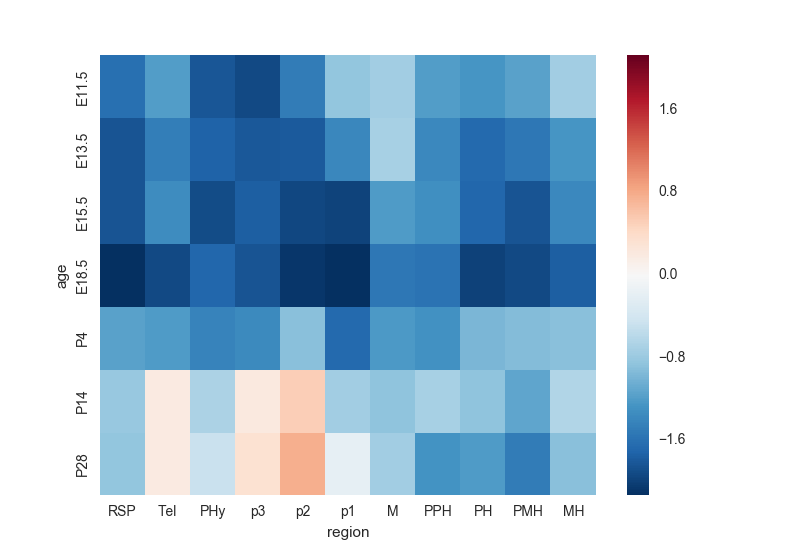 E11.5
E13.5
E15.5
E18.5
P4
P14
P28
age
RSP Tel PHy p3 p2 p1 M PPH PH PMH MH
region
1.6
0.8
0.0
−0.8
−1.6